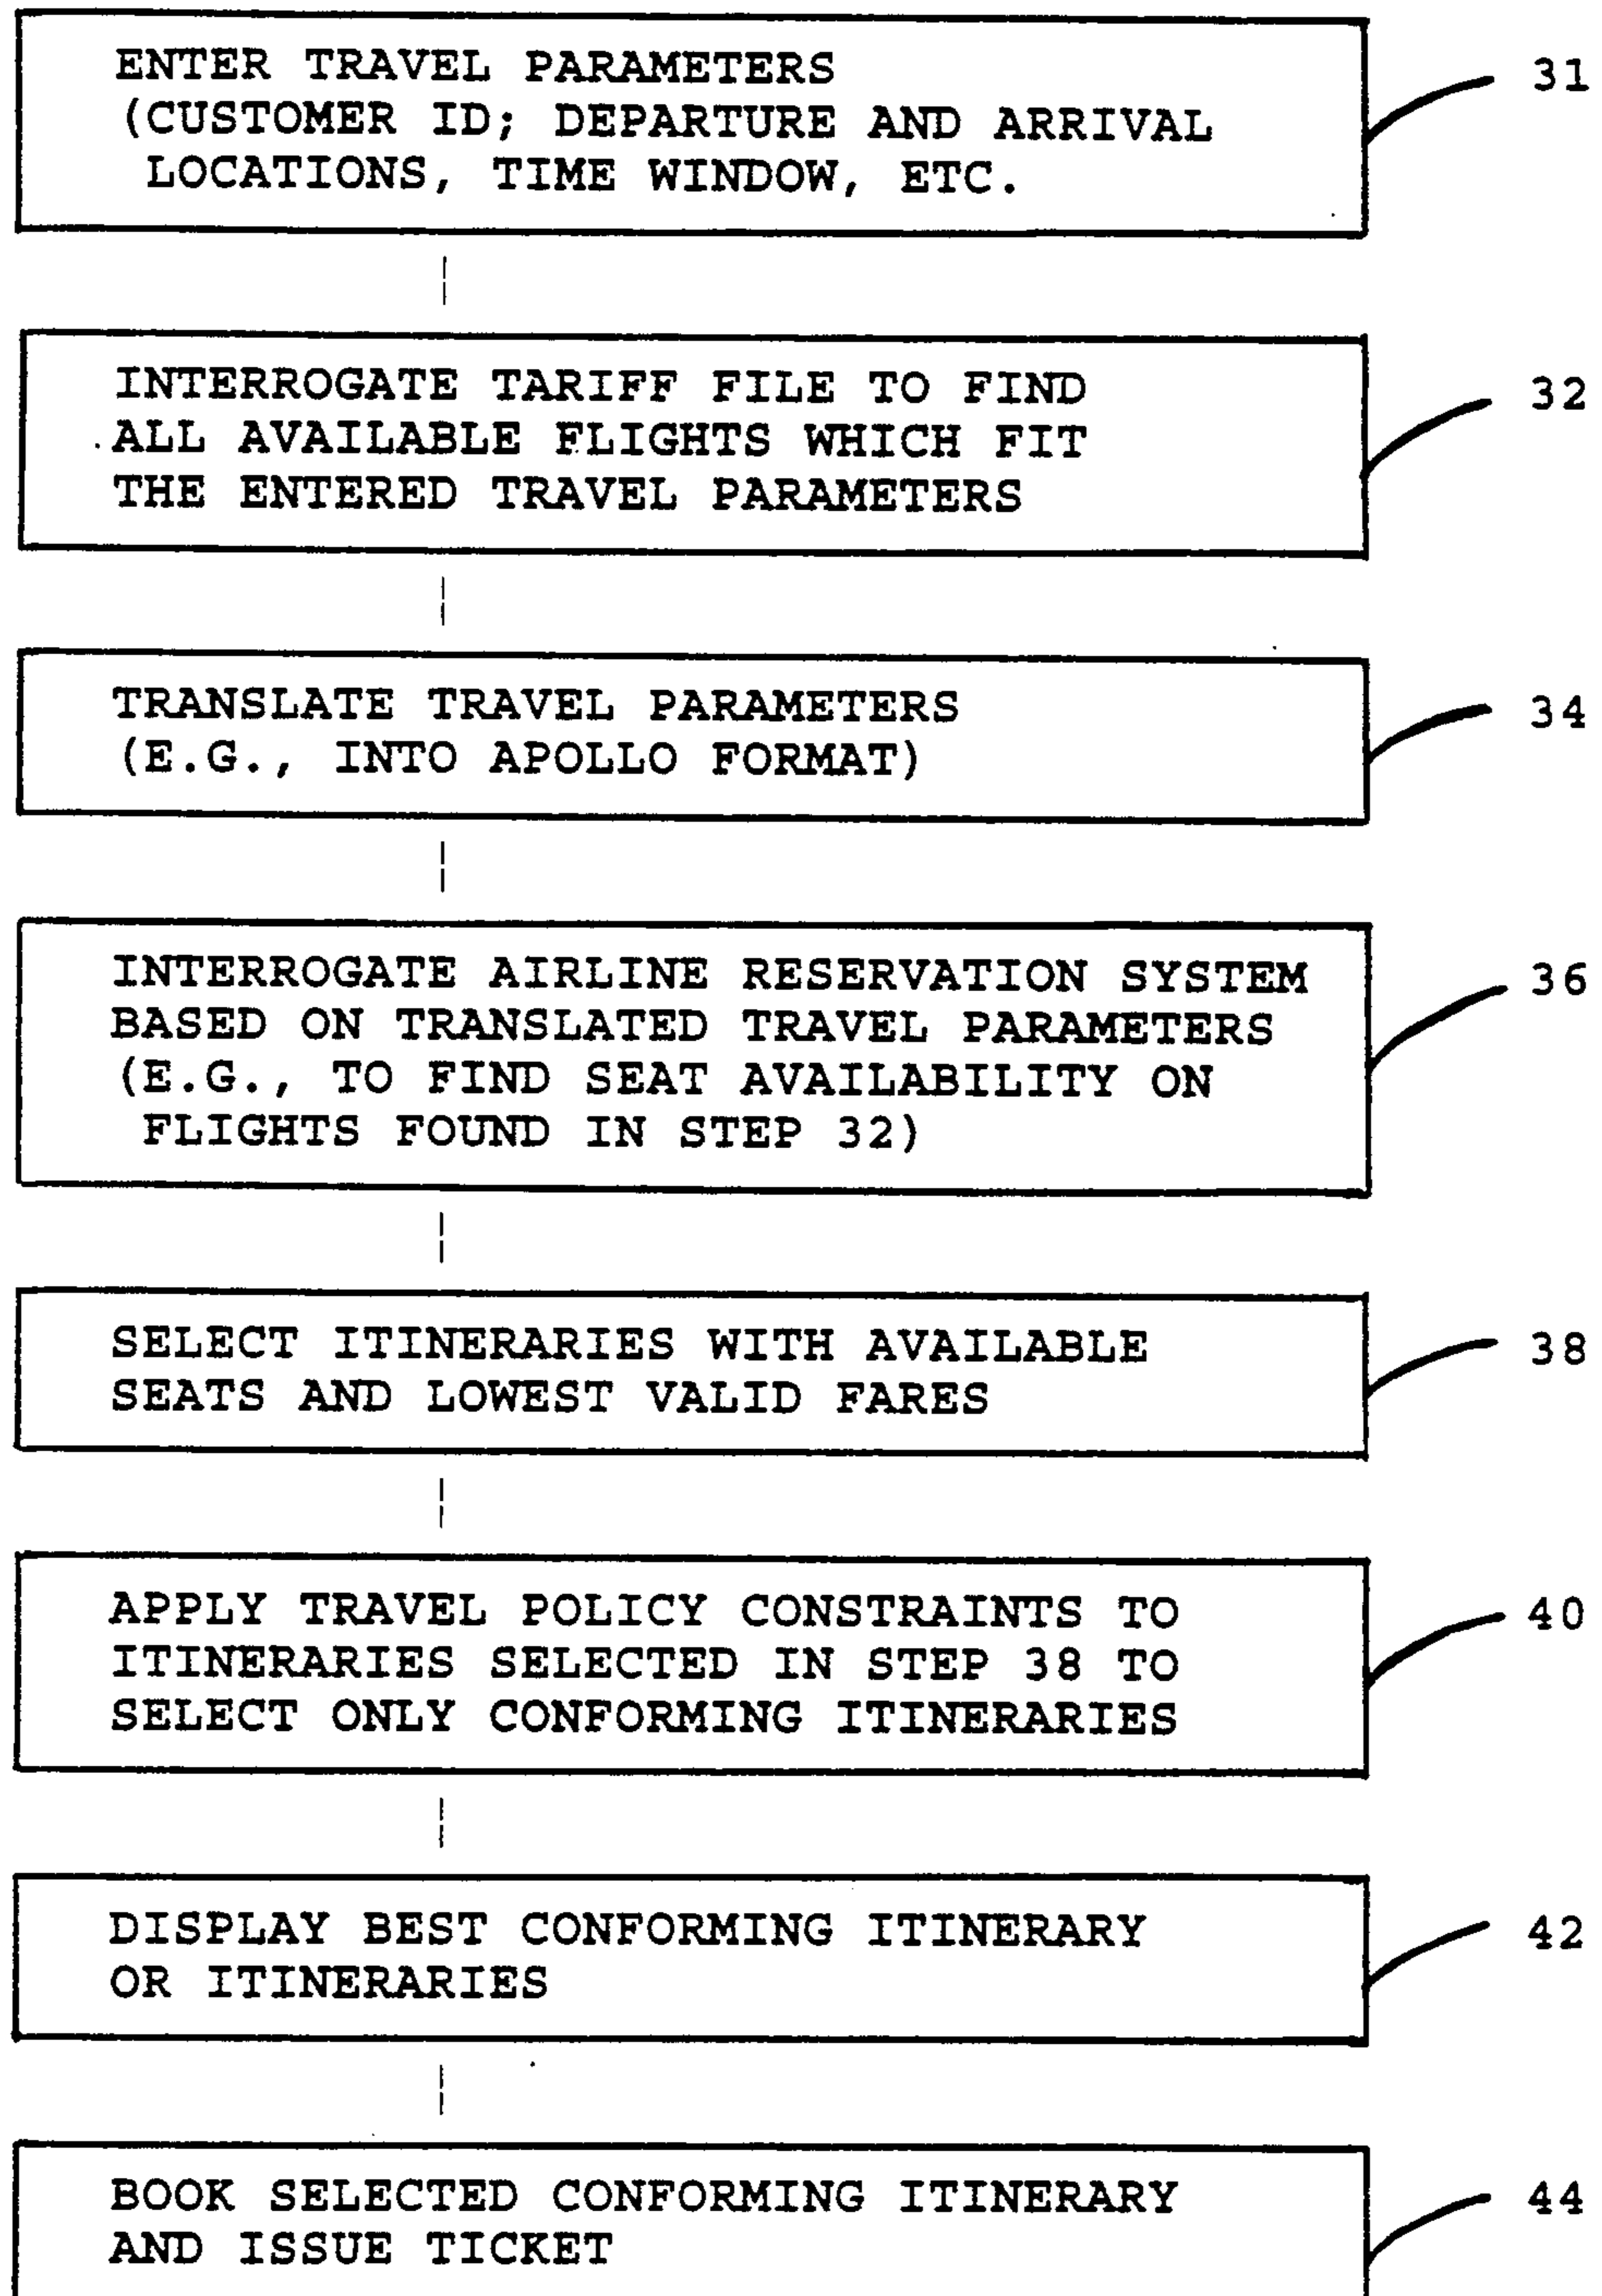 ENTER TRAVEL PARAMETERS
(CUSTOMER ID; DEPARTURE AND ARRIVAL
LOCATIONS, TIME WINDOW, ETC.
31
INTERROGATE TARIFF FILE TO FIND
ALL AVAILABLE FLIGHTS WHICH FIT
THE ENTERED TRAVEL PARAMETERS
32
TRANSLATE TRAVEL PARAMETERS
(E.G., INTO APOLLO FORMAT)
34
INTERROGATE AIRLINE RESERVATION SYSTEM
BASED ON TRANSLATED TRAVEL PARAMETERS
(E.G., TO FIND SEAT AVAILABILITY ON
FLIGHTS FOUND IN STEP 32)
36
SELECT ITINERARIES WITH AVAILABLE
SEATS AND LOWEST VALID FARES
38
APPLY TRAVEL POLICY CONSTRAINTS TO
ITINERARIES SELECTED IN STEP 38 TO
SELECT ONLY CONFORMING ITINERARIES
40
DISPLAY BEST CONFORMING ITINERARY
OR ITINERARIES
42
BOOK SELECTED CONFORMING ITINERARY
AND ISSUE TICKET
44